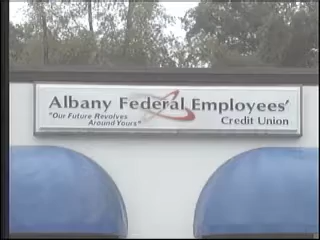 Albany Federal Employees'
"Our Future Revolves
Around Yours"
Credit Union